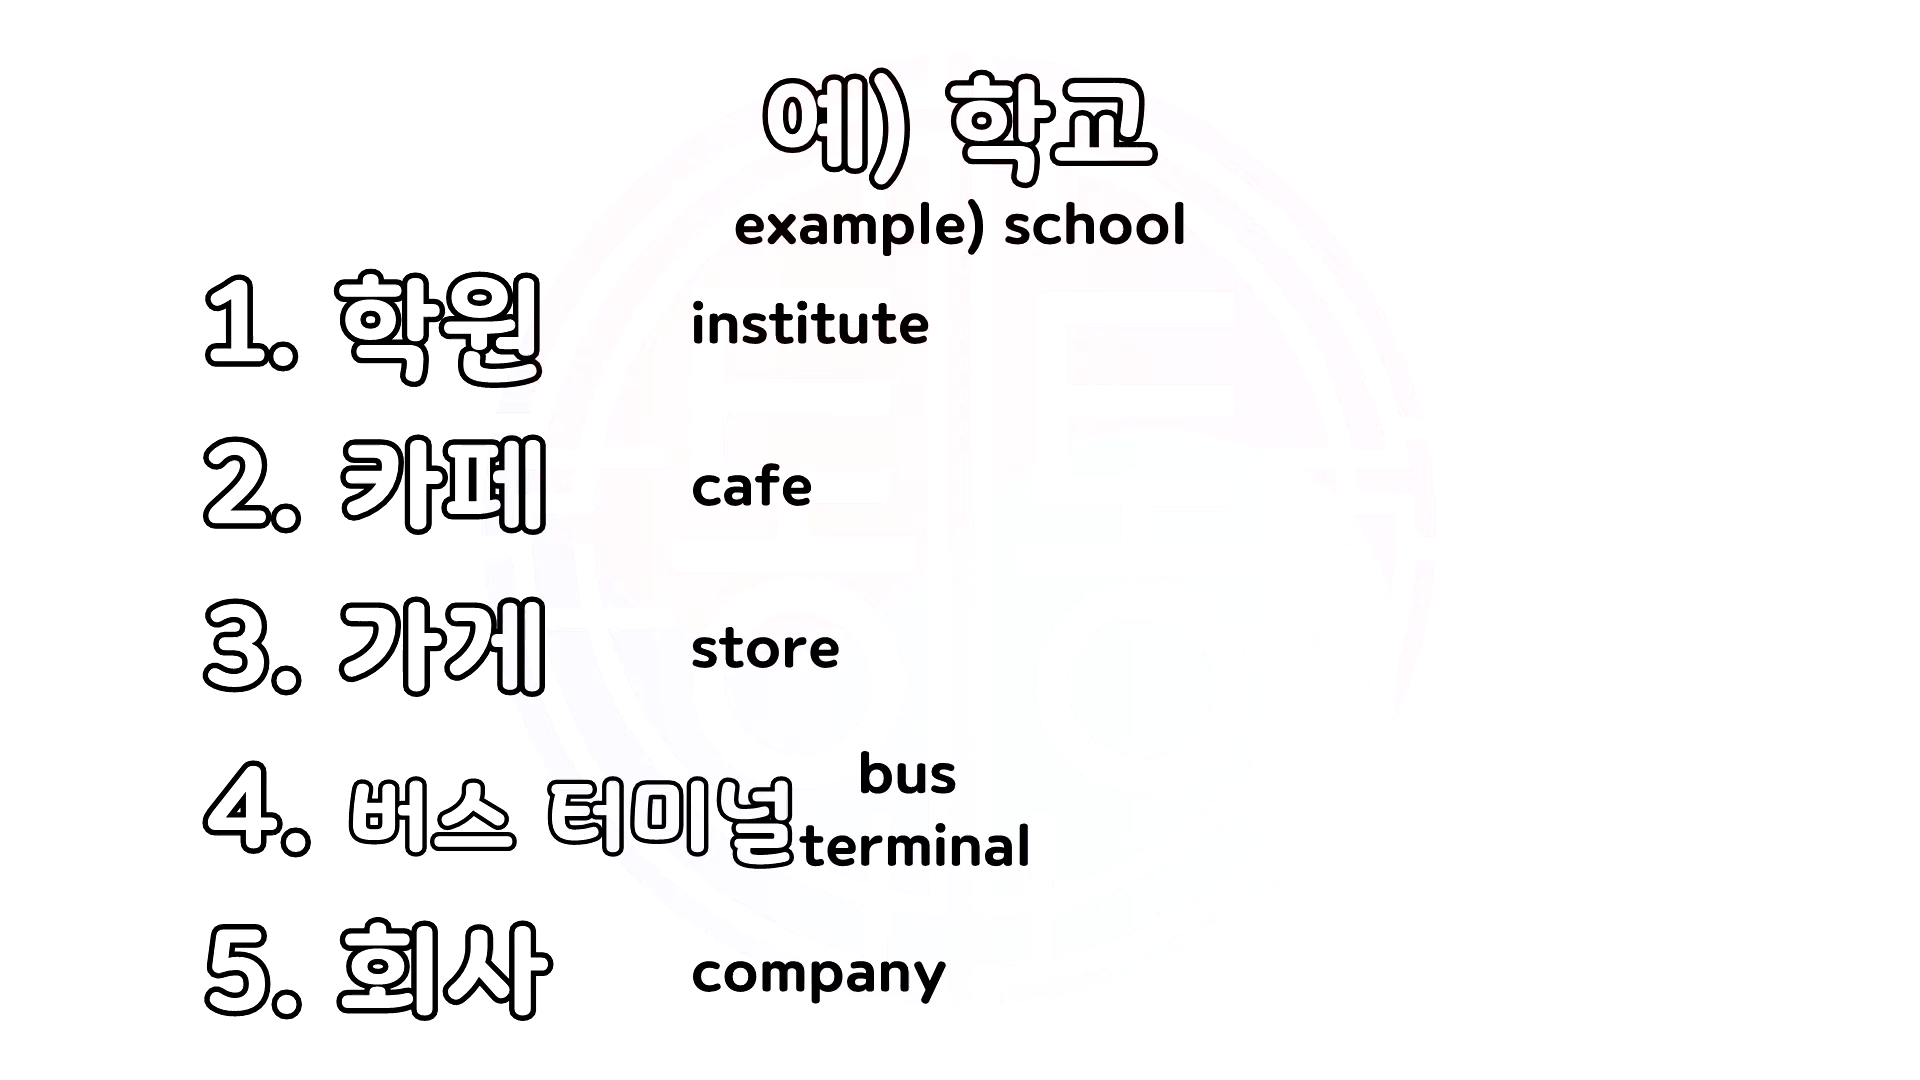 예) 학교
example) school
1. 학원 institute
2. 카페 cafe
3. 가게 store
4. 버스 터미널 bus terminal
5. 회사 company